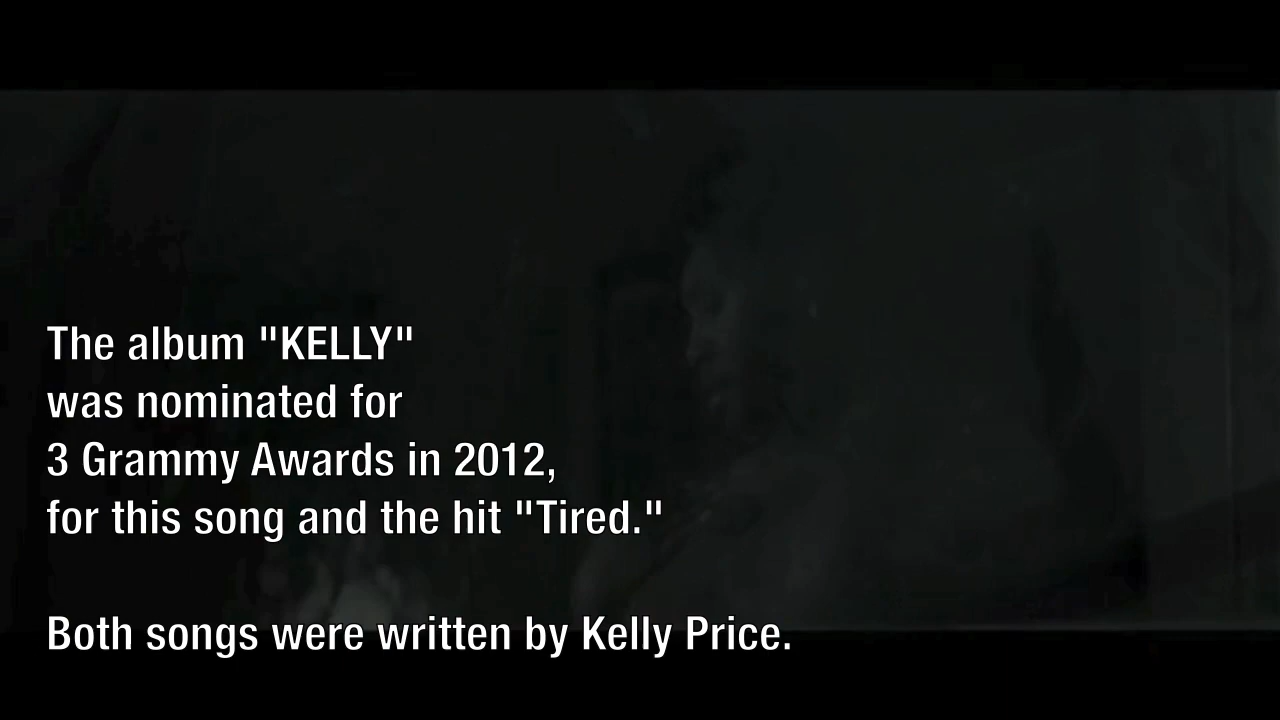 The album "KELLY"
was nominated for
3 Grammy Awards in 2012,
for this song and the hit "Tired."
Both songs were written by Kelly Price.